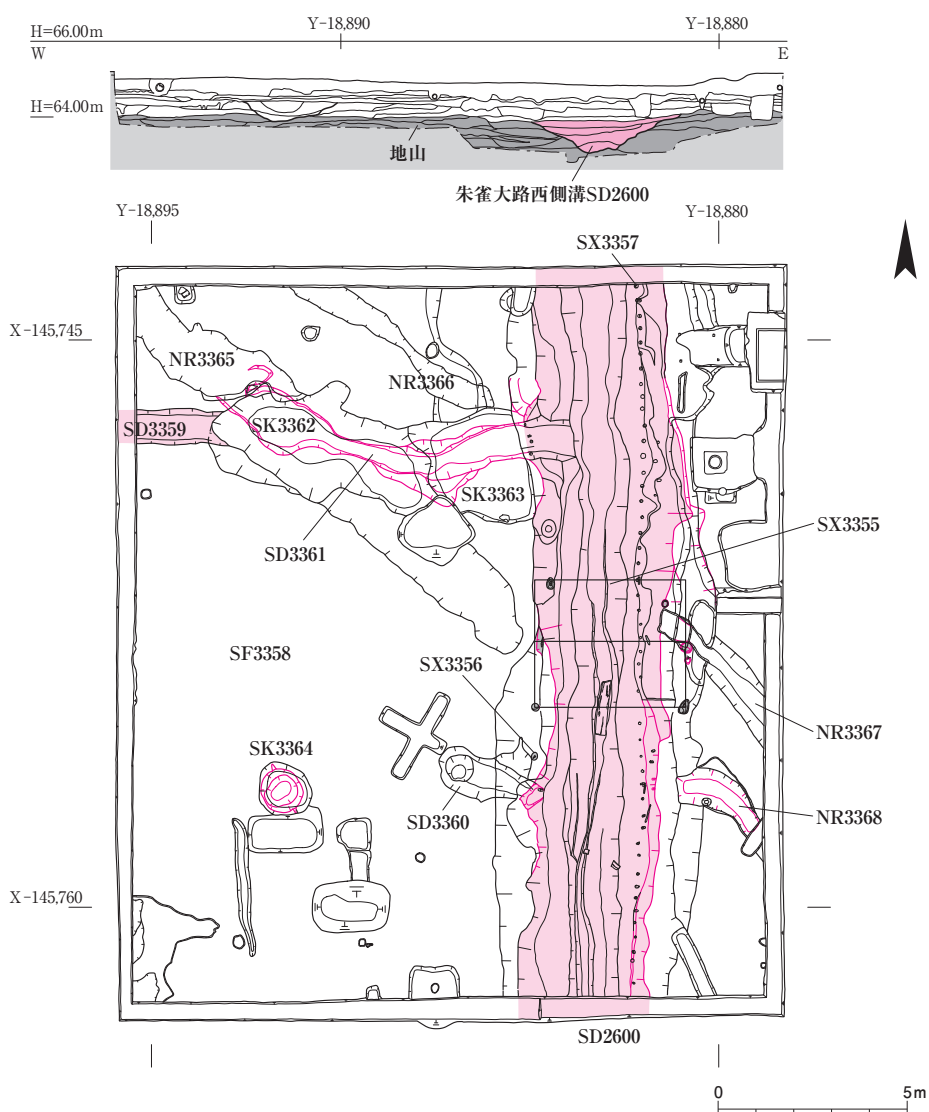 Y-18,890
Y-18,880
H=66.00m
W
E
H=64.00m
地山
朱雀大路西側溝SD2600
Y-18,895
Y-18,880
SX3357
X-145,745
NR3365
NR3366
SD3359
SK3362
SK3363
SX3355
SD3361
SF3358
SX3356
NR3367
SK3364
SD3360
NR3368
X-145,760
SD2600
0
5m